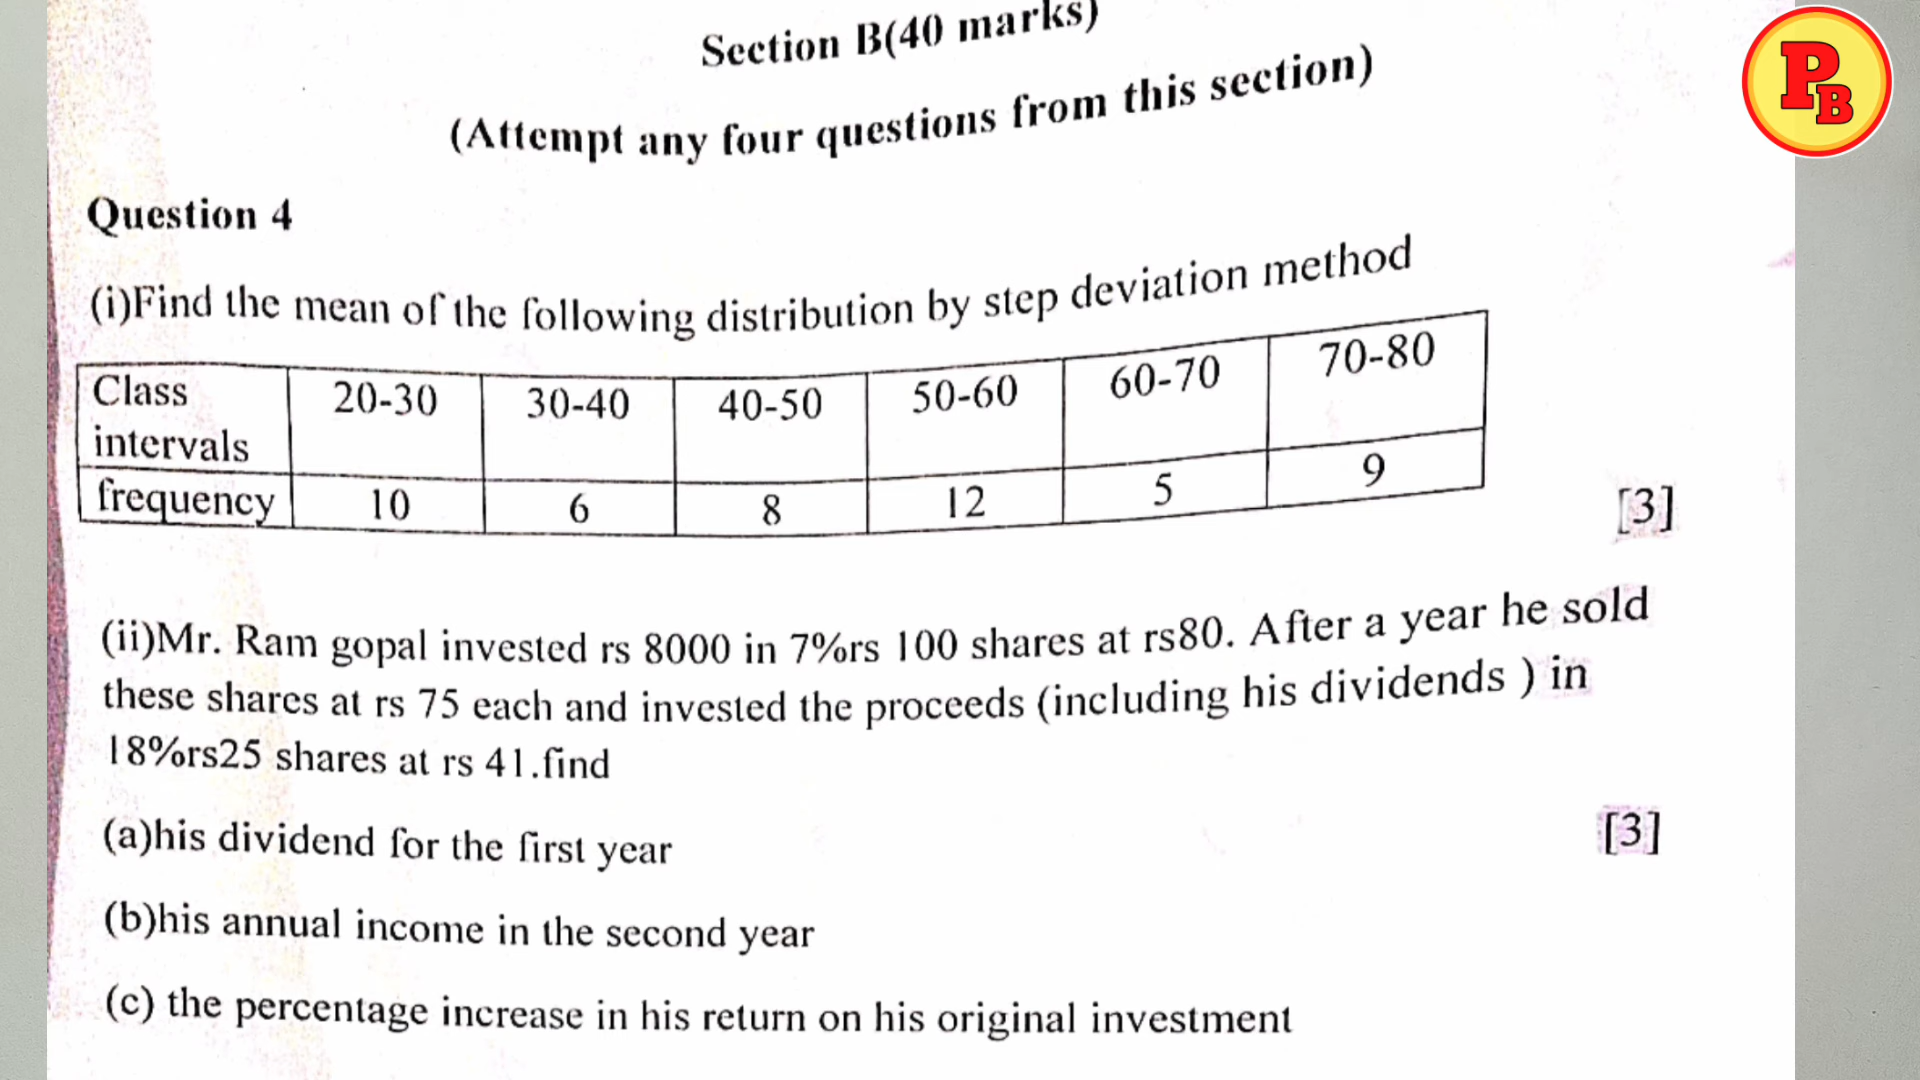 Section B(40 marks)
(Attempt any four questions from this section)
Question 4
(i)Find the mean of the following distribution by step deviation method
Class intervals 20-30 30-40 40-50 50-60 60-70 70-80
frequency 10 6 8 12 5 9
[3]
(ii)Mr. Ram gopal invested rs 8000 in 7%rs 100 shares at rs80. After a year he sold
these shares at rs 75 each and invested the proceeds (including his dividends ) in
18%rs25 shares at rs 41.find
(a)his dividend for the first year [3]
(b)his annual income in the second year
(c) the percentage increase in his return on his original investment
PB